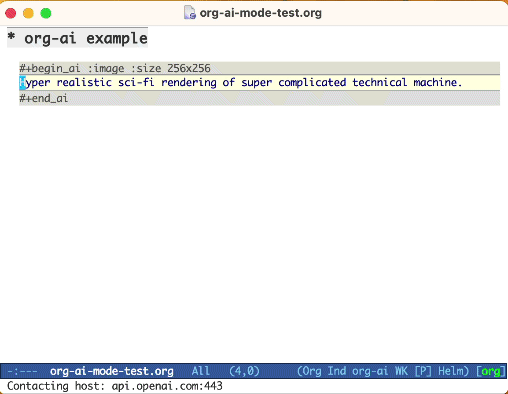 org-ai-mode-test.org
* org-ai example
#+begin_ai :image :size 256x256
yper realistic sci-fi rendering of super complicated technical machine.
#+end_ai
-:--- org-ai-mode-test.org All (4,0) (Org Ind org-ai WK [P] Helm) [org]
Contacting host: api.openai.com:443